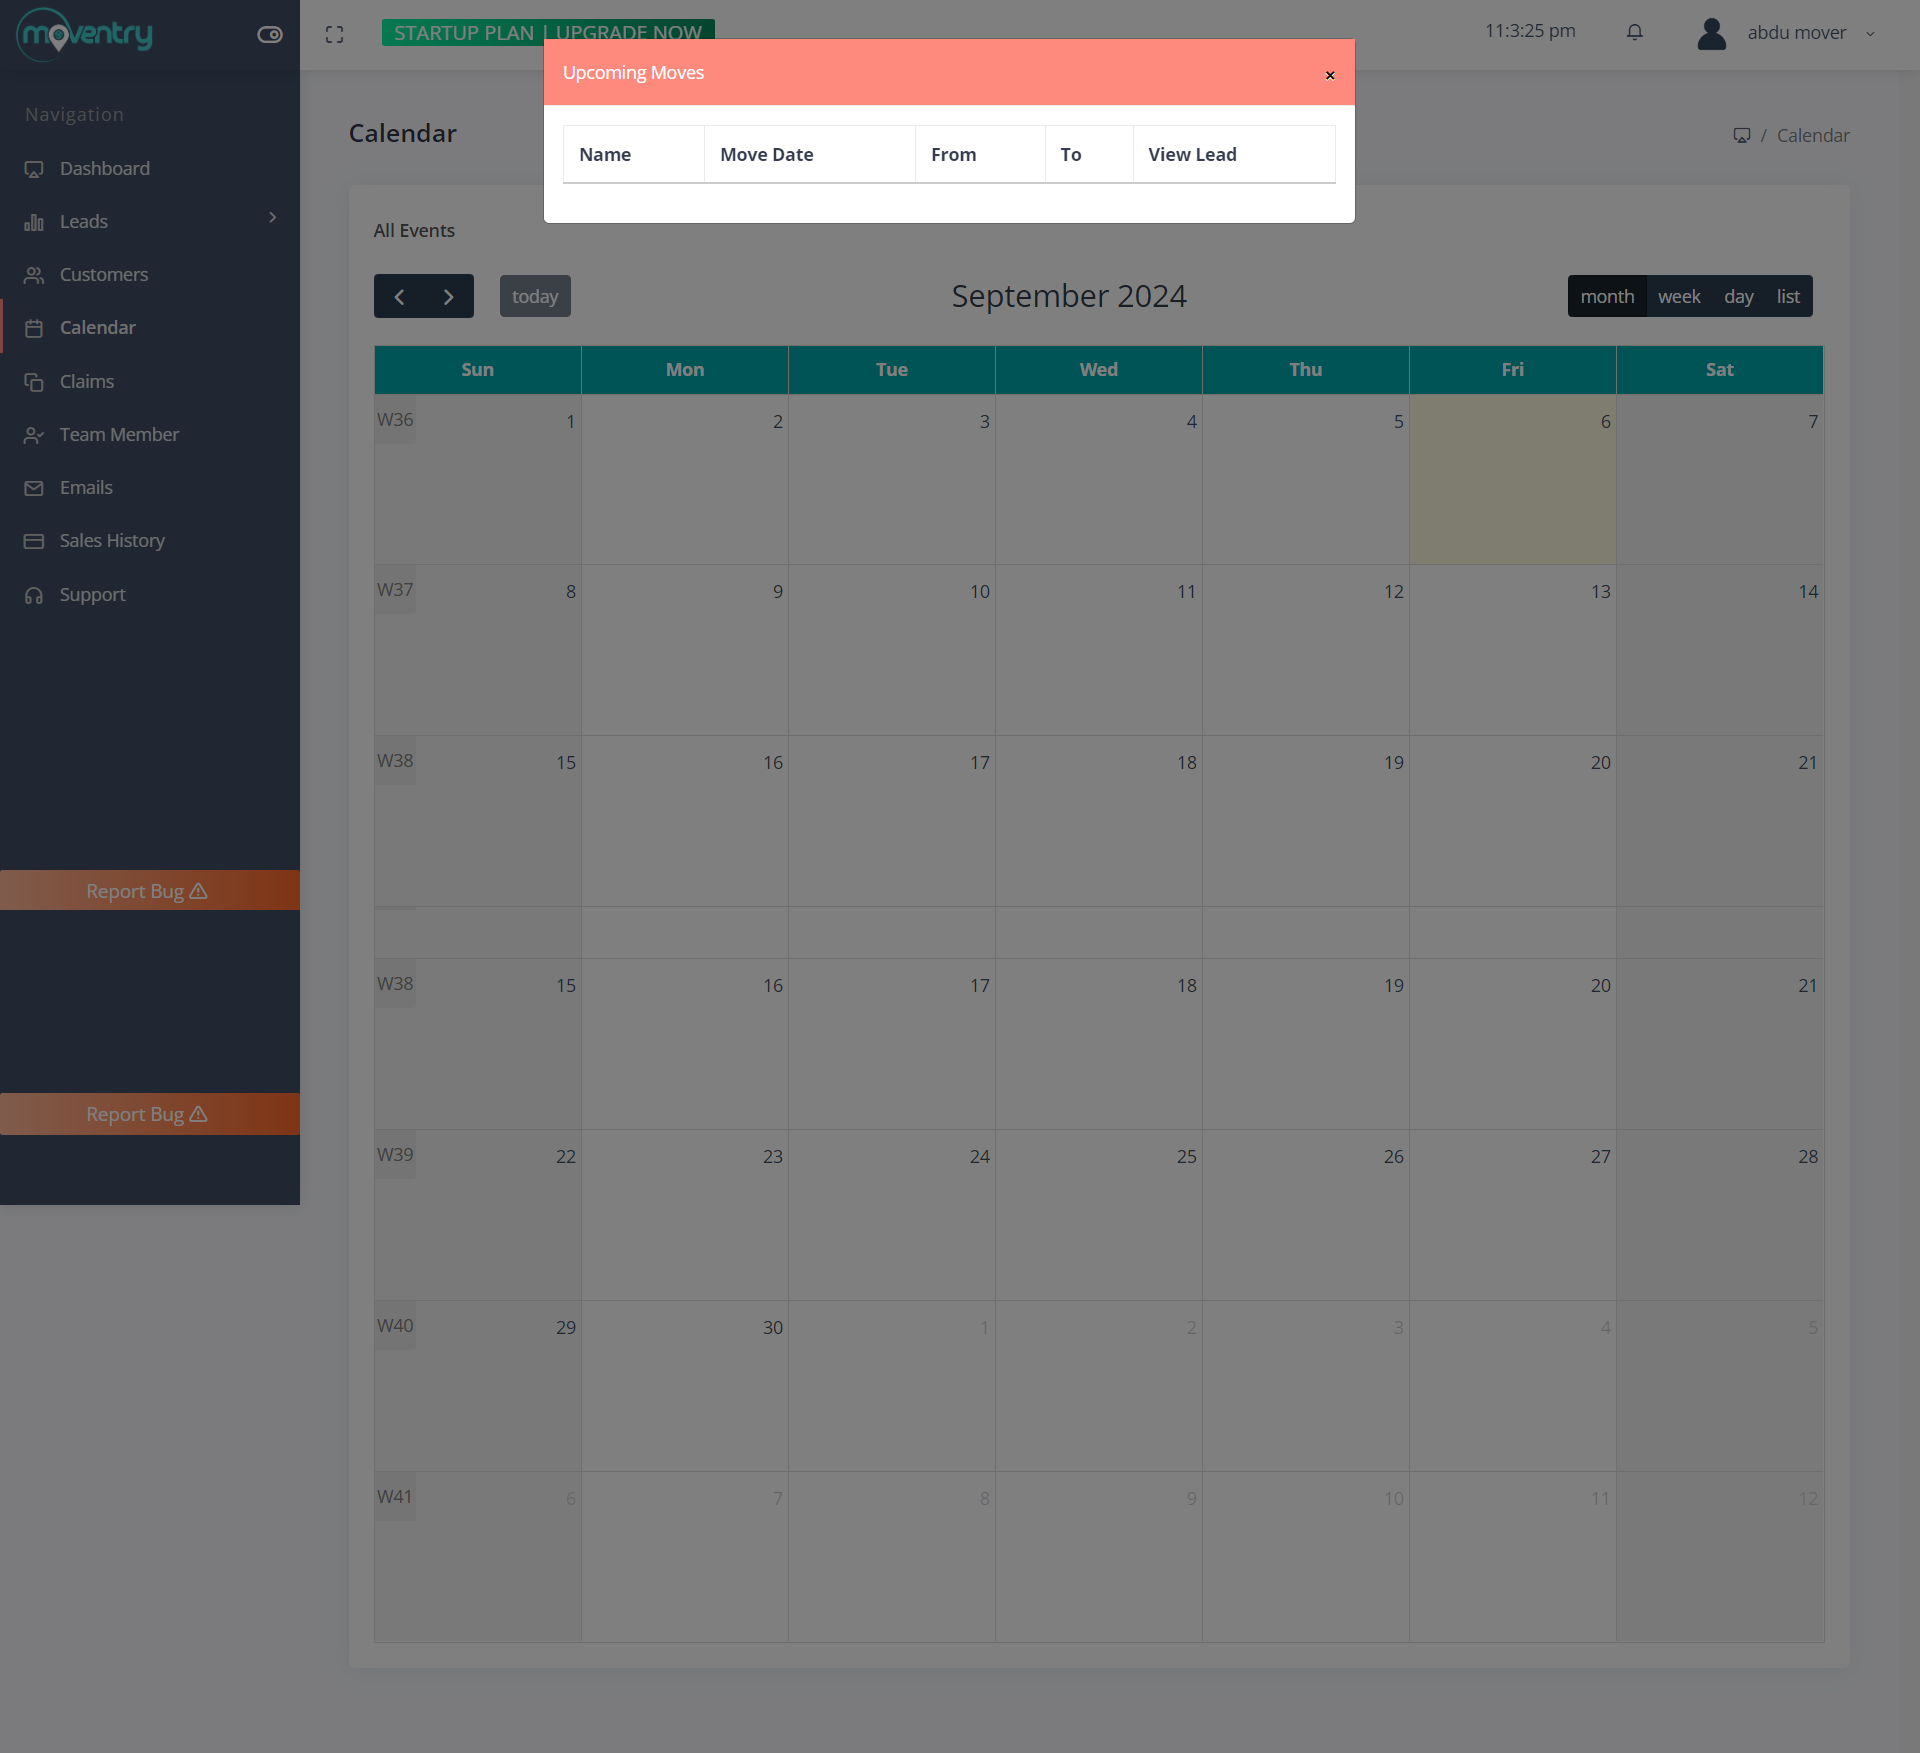 moventry
STARTUP PLAN | UPGRADE NOW
11:3:25 pm
abdu mover
Upcoming Moves
×
Name Move Date From To View Lead
Navigation
Dashboard
Leads
Customers
Calendar
Claims
Team Member
Emails
Sales History
Support
Report Bug
Report Bug
Calendar
/ Calendar
All Events
today
September 2024
month week day list
Sun Mon Tue Wed Thu Fri Sat
W36 1 2 3 4 5 6 7
W37 8 9 10 11 12 13 14
W38 15 16 17 18 19 20 21
W38 15 16 17 18 19 20 21
W39 22 23 24 25 26 27 28
W40 29 30 1 2 3 4 5
W41 6 7 8 9 10 11 12